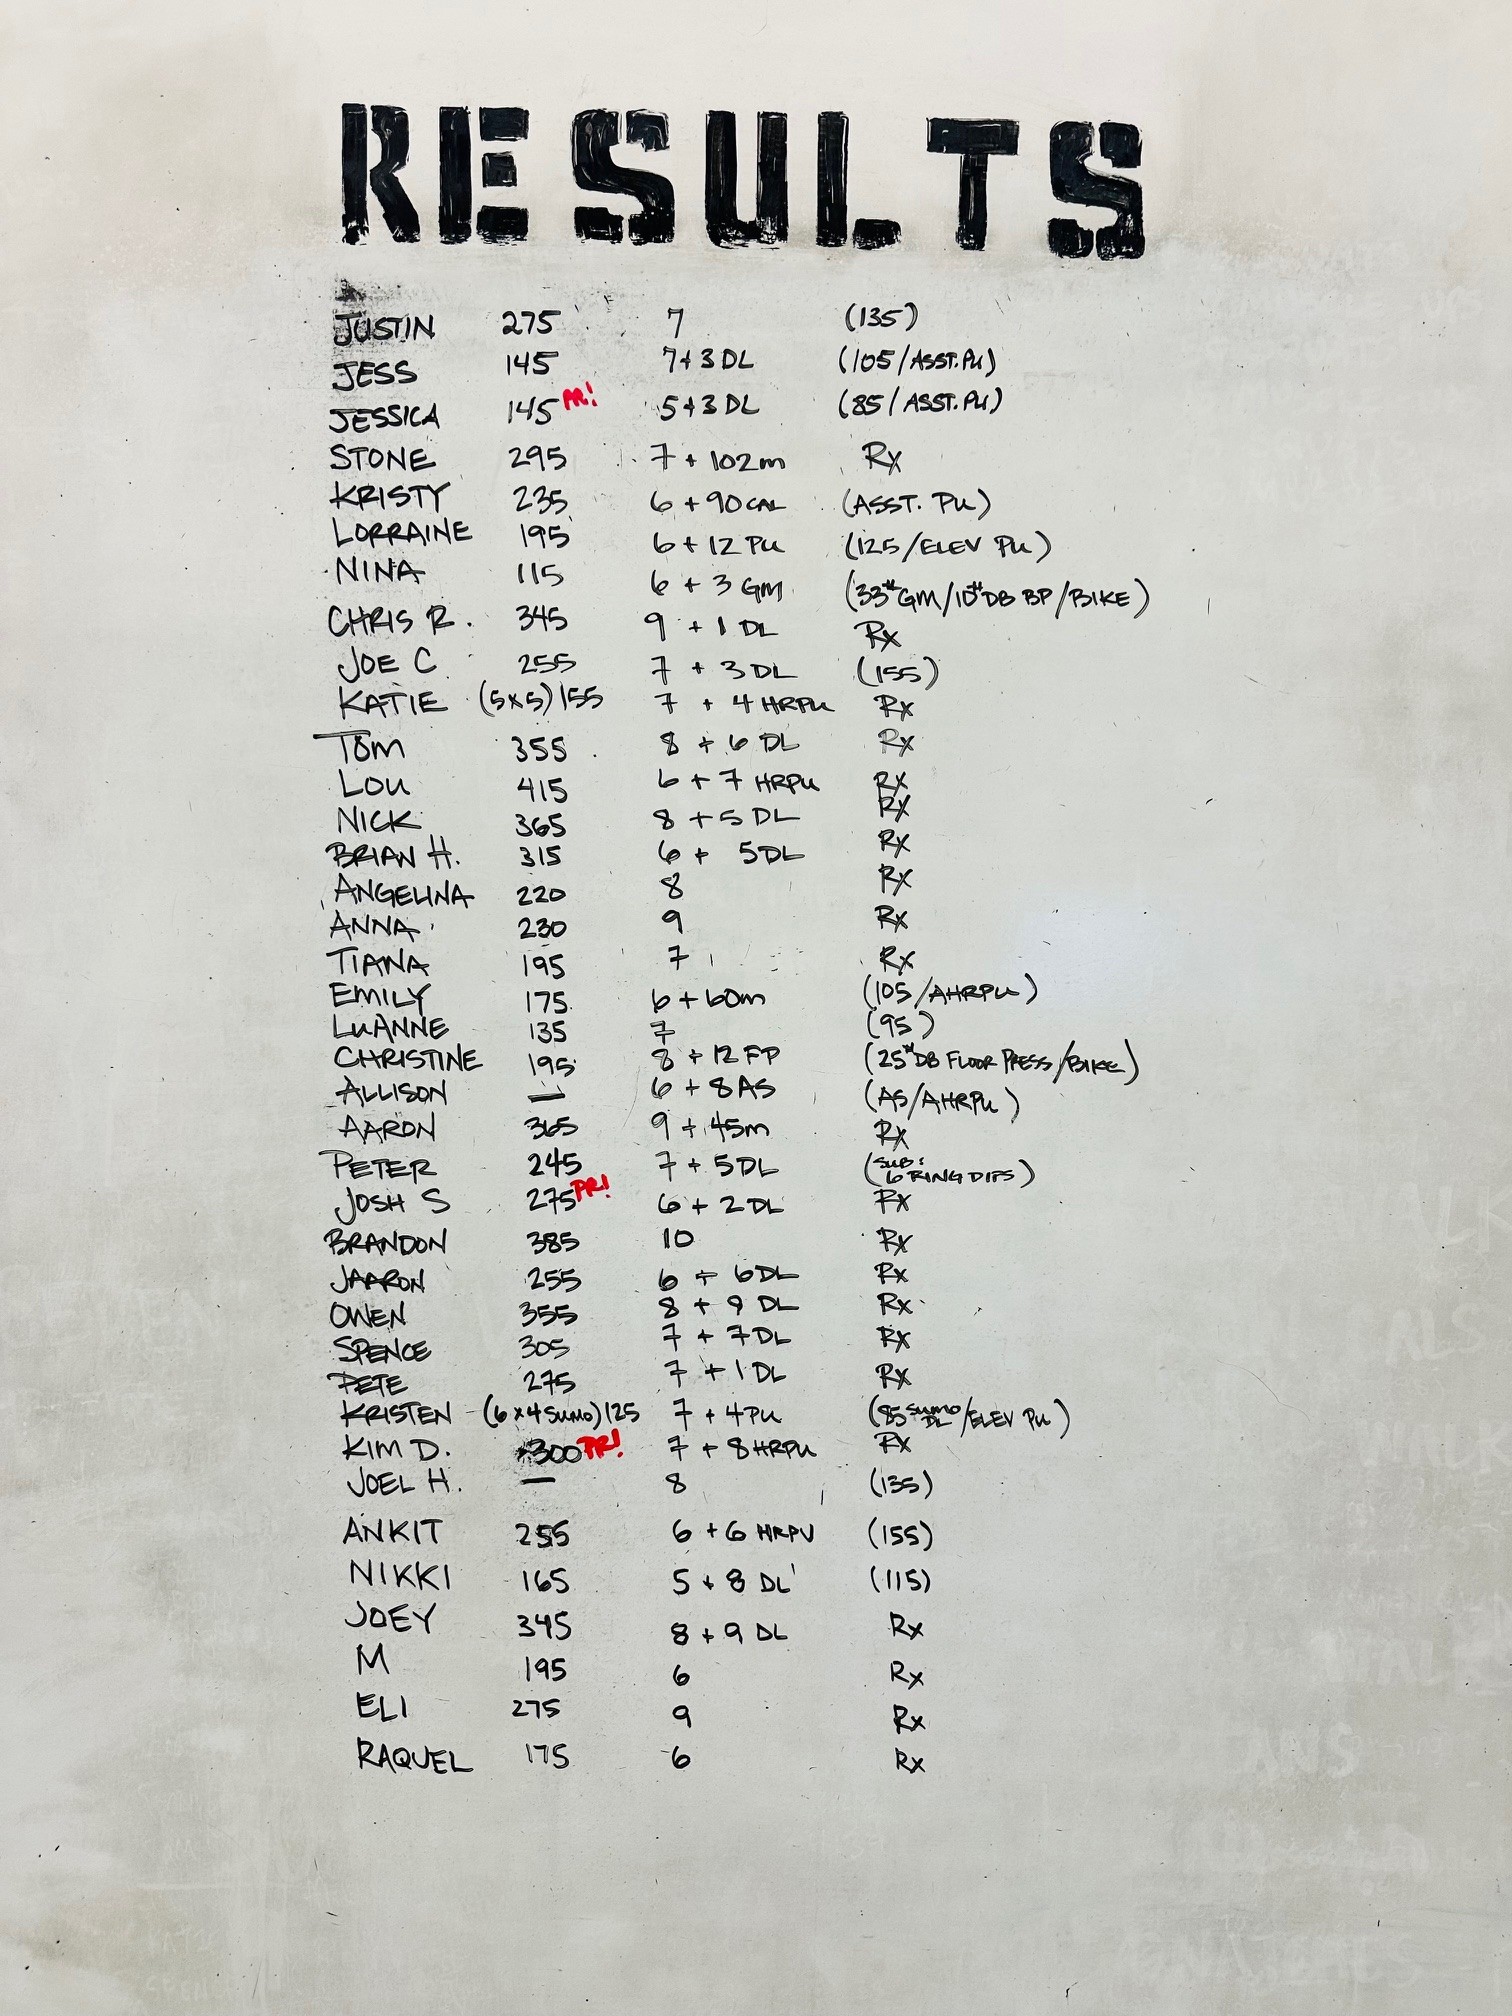 RESULTS
JUSTIN 275 7 (135)
JESS 145 7+3 DL (105/ASST. PU)
JESSICA 145 PR! 5+3 DL (85/ASST. PU)
STONE 295 7 + 102m Rx
KRISTY 235 6 + 90 CAL (ASST. PU)
LORRAINE 195 6 + 12 PU (125/ELEV PU)
NINA 115 6 + 3 GM (33# GM/10# DB BP/BIKE)
CHRIS R. 345 9 + 1 DL Rx
JOE C 255 7 + 3 DL (155)
KATIE (5x5) 155 7 + 4 HRPU Rx
TOM 355 8 + 6 DL Rx
LOU 415 6 + 7 HRPU Rx
NICK 365 8 + 5 DL Rx
BRIAN H. 315 6 + 5DL Rx
ANGELINA 220 8 Rx
ANNA 230 9 Rx
TIANA 195 7 Rx
EMILY 175 6 + 60m (105/AHRPU)
LUANNE 135 7 (95)
CHRISTINE 195 8 + 12 FP (25# DB FLOOR PRESS/BIKE)
ALLISON — 6 + 8 AS (AS/AHRPU)
AARON 365 9 + 45m Rx
PETER 245 7 + 5DL (SUB: 6 RING DIPS)
JOSH S 275 PR! 6 + 2 DL Rx
BRANDON 385 10 Rx
JAARON 255 6 + 6DL Rx
OWEN 355 8 + 9 DL Rx
SPENCE 305 7 + 7DL Rx
PETE 275 7 + 1 DL Rx
KRISTEN (6x4 SUMO) 125 7 + 4 PU (85 SUMO DL/ELEV PU)
KIM D. 300 PR! 7 + 8 HRPU Rx
JOEL H. — 8 (135)
ANKIT 255 6 + 6 HRPU (155)
NIKKI 165 5 + 8 DL (115)
JOEY 345 8 + 9 DL Rx
M 195 6 Rx
ELI 275 9 Rx
RAQUEL 175 6 Rx